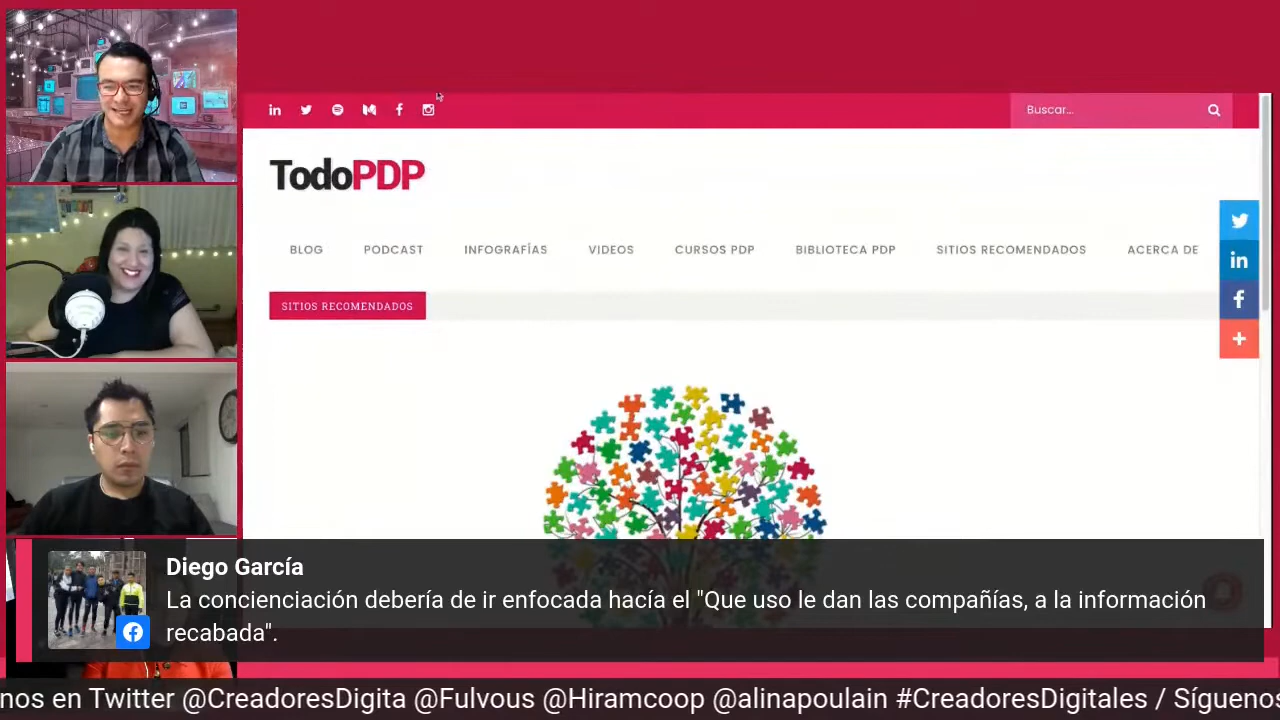 Buscar...
TodoPDP
BLOG PODCAST INFOGRAFÍAS VIDEOS CURSOS PDP BIBLIOTECA PDP SITIOS RECOMENDADOS ACERCA DE
SITIOS RECOMENDADOS
Diego García
La concienciación debería de ir enfocada hacía el "Que uso le dan las compañías, a la información
recabada".
nos en Twitter @CreadoresDigita @Fulvous @Hiramcoop @alinapoulain #CreadoresDigitales / Síguenos